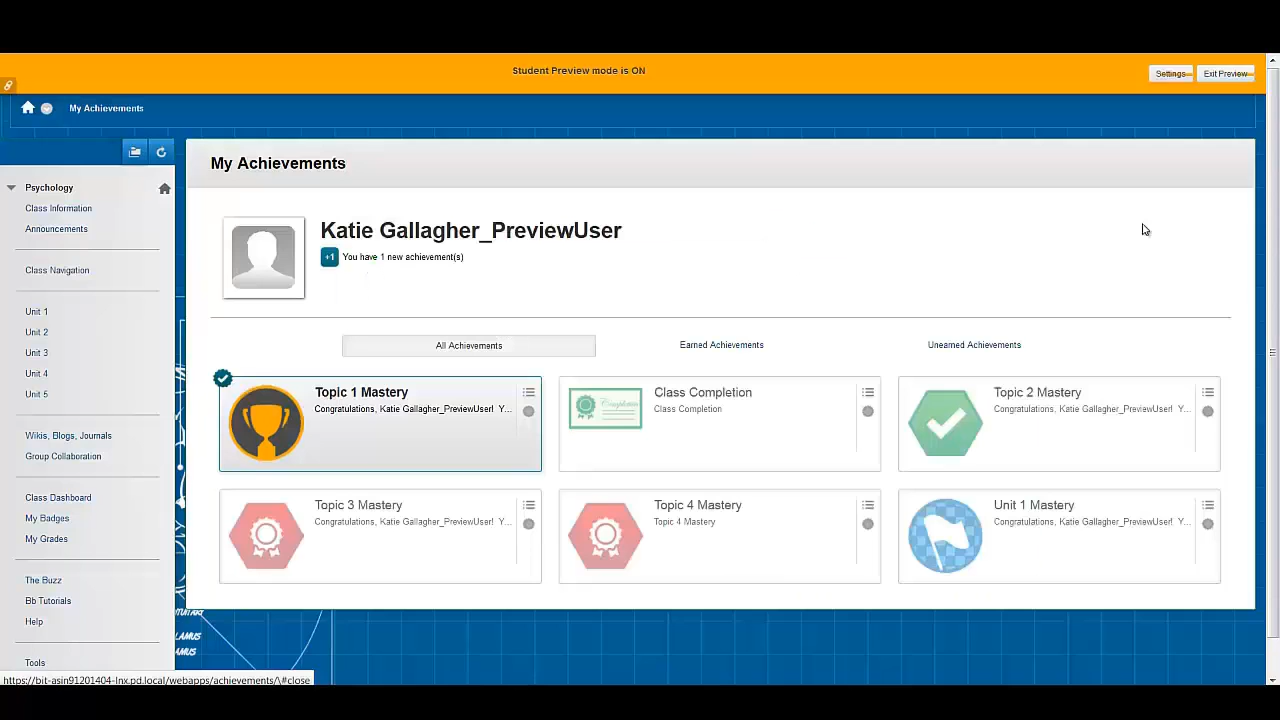 Student Preview mode is ON
Settings
Exit Preview
My Achievements
My Achievements
Psychology
Class Information
Announcements
Class Navigation
Unit 1
Unit 2
Unit 3
Unit 4
Unit 5
Wikis, Blogs, Journals
Group Collaboration
Class Dashboard
My Badges
My Grades
The Buzz
Bb Tutorials
Help
Tools
Katie Gallagher_PreviewUser
+1 You have 1 new achievement(s)
All Achievements
Earned Achievements
Unearned Achievements
Topic 1 Mastery
Congratulations, Katie Gallagher_PreviewUser! Y...
Completion
Class Completion
Class Completion
Topic 2 Mastery
Congratulations, Katie Gallagher_PreviewUser! Y...
Topic 3 Mastery
Congratulations, Katie Gallagher_PreviewUser! Y...
Topic 4 Mastery
Topic 4 Mastery
Unit 1 Mastery
Congratulations, Katie Gallagher_PreviewUser! Y...
LAMUS
AMUS
https://bit-asin91201404-lnx.pd.local/webapps/achievements/\#close